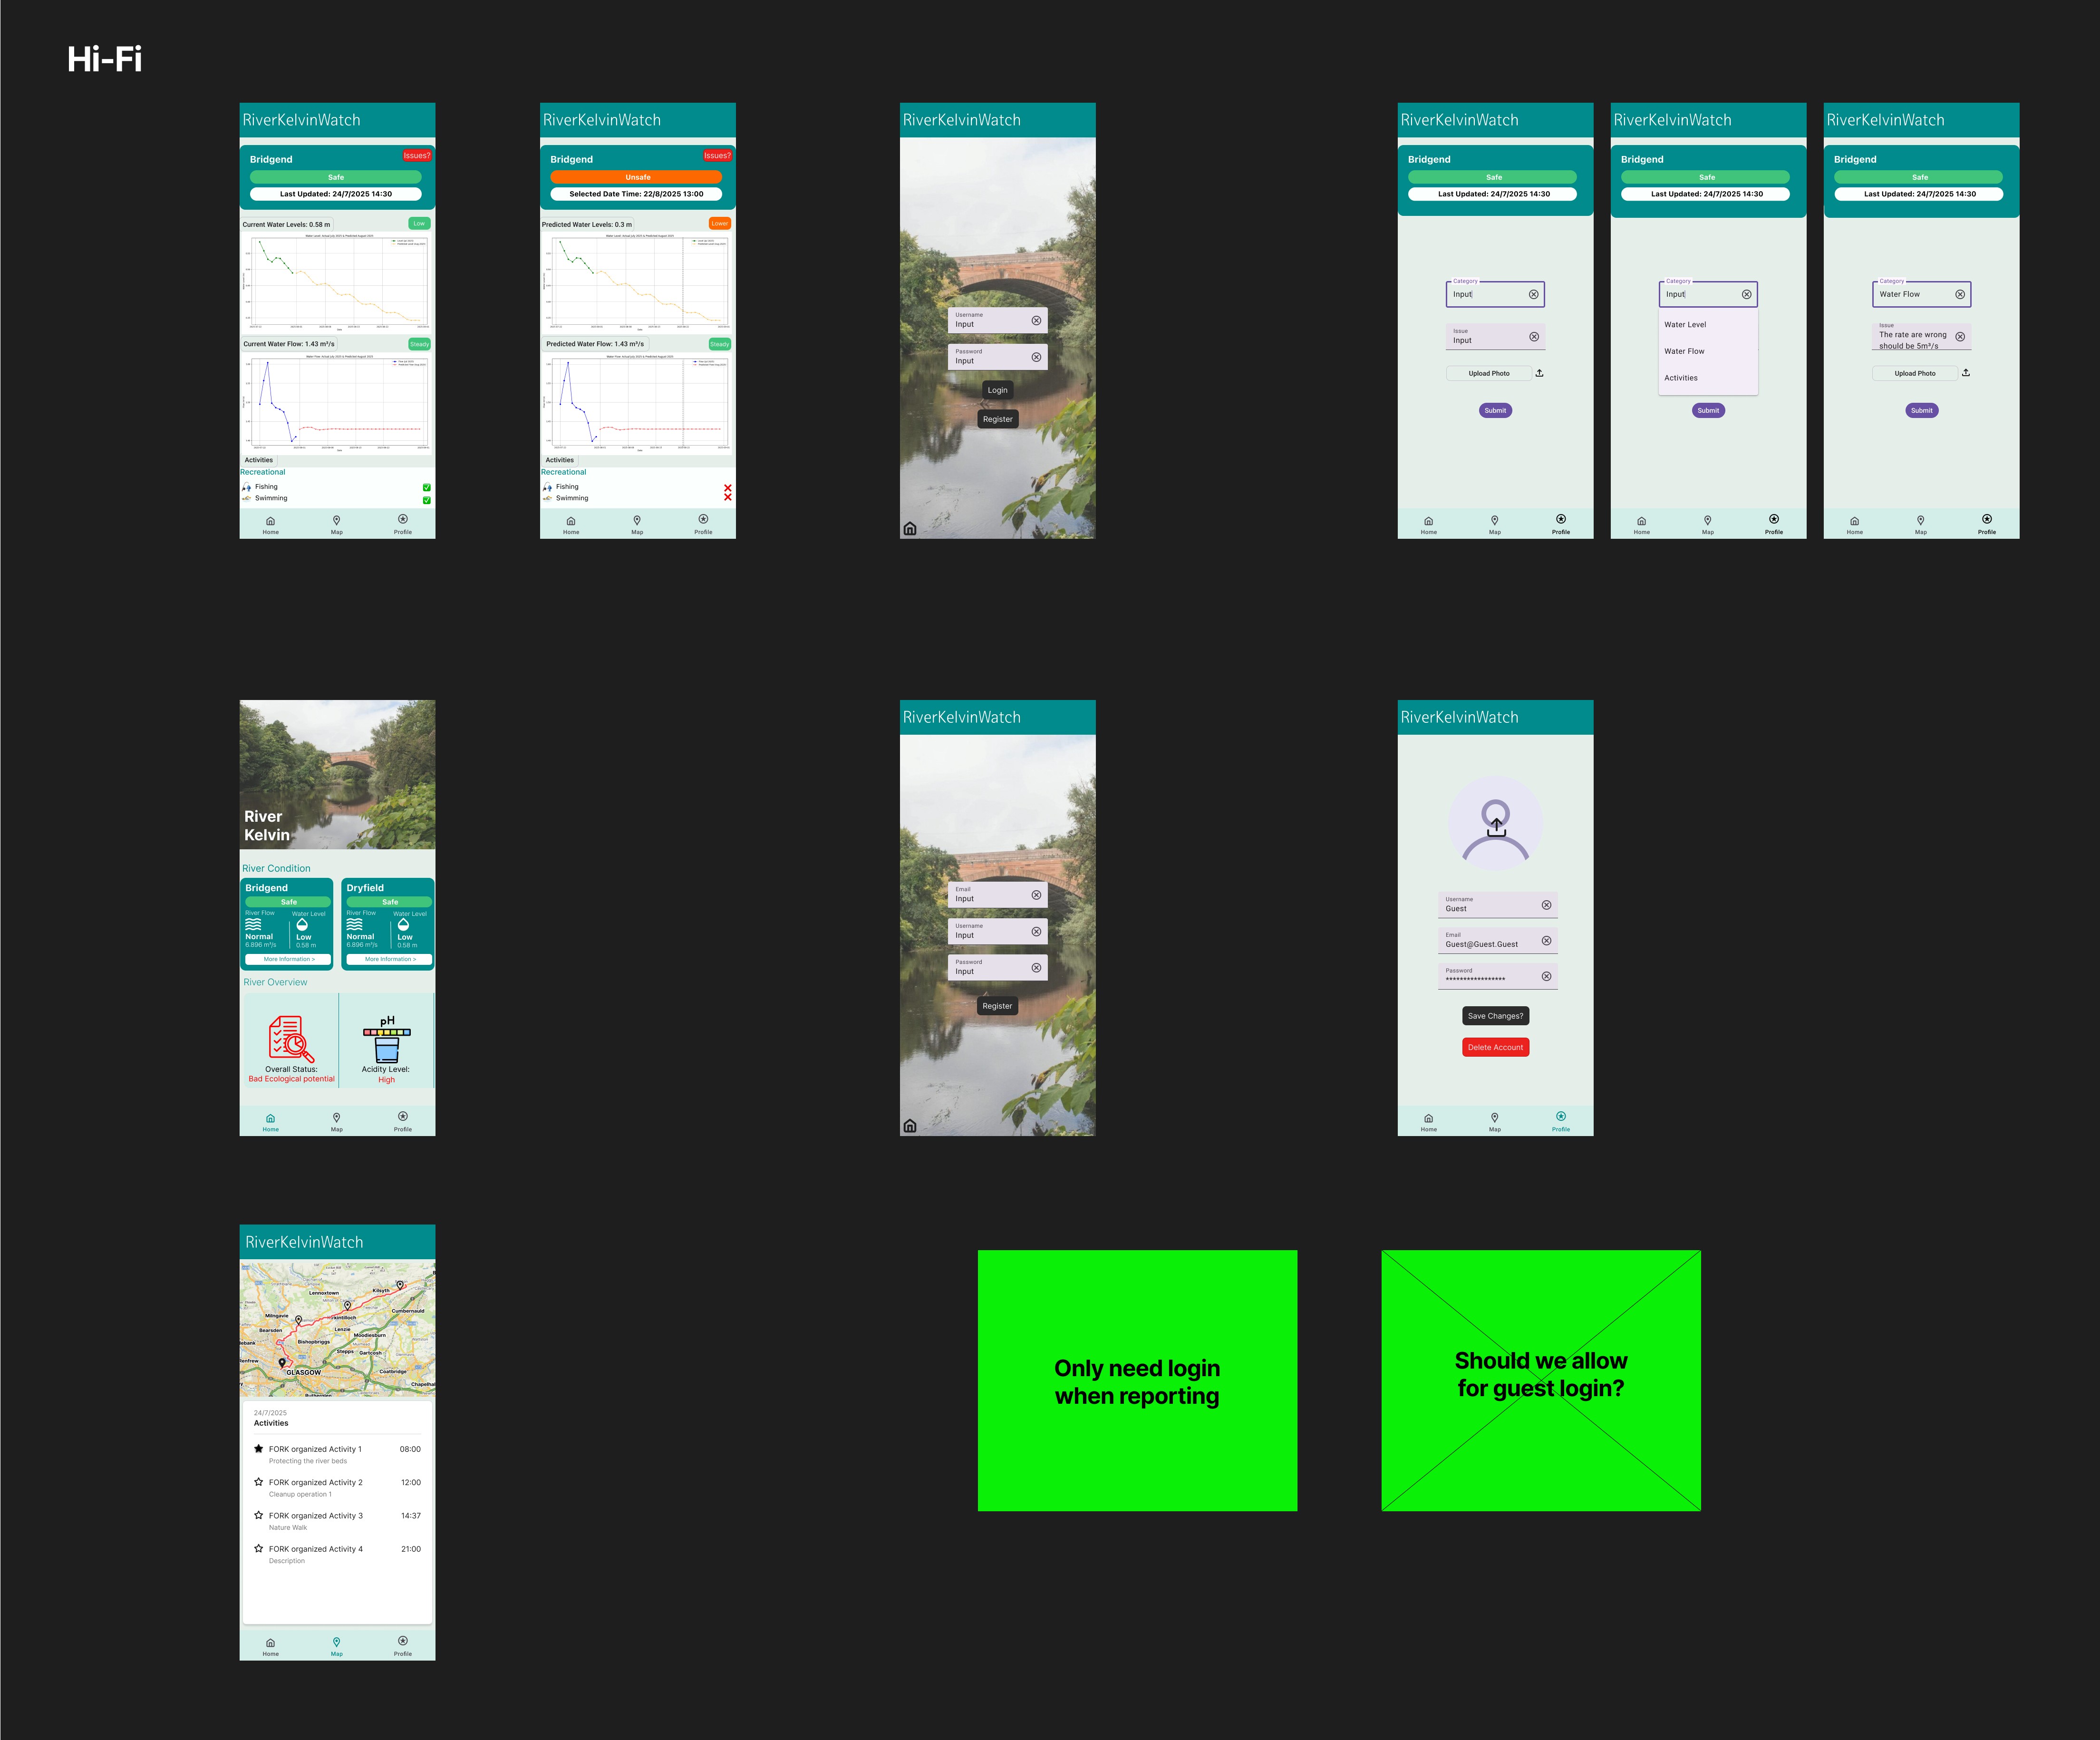 Hi-Fi
RiverKelvinWatch
Bridgend
Issues?
Safe
Last Updated: 24/7/2025 14:30
Current Water Levels: 0.58 m
Low
Current Water Flow: 1.43 m³/s
Steady
Activities
Recreational
Fishing
Swimming
Home
Map
Profile
RiverKelvinWatch
Bridgend
Issues?
Unsafe
Selected Date Time: 22/8/2025 13:00
Predicted Water Levels: 0.3 m
Lower
Predicted Water Flow: 1.43 m³/s
Steady
Activities
Recreational
Fishing
Swimming
Home
Map
Profile
RiverKelvinWatch
Username
Input
Password
Input
Login
Register
RiverKelvinWatch
Bridgend
Safe
Last Updated: 24/7/2025 14:30
Category
Input
Issue
Input
Upload Photo
Submit
Home
Map
Profile
RiverKelvinWatch
Bridgend
Safe
Last Updated: 24/7/2025 14:30
Category
Input
Water Level
Water Flow
Activities
Submit
Home
Map
Profile
RiverKelvinWatch
Bridgend
Safe
Last Updated: 24/7/2025 14:30
Category
Water Flow
Issue
The rate are wrong
should be 5m³/s
Upload Photo
Submit
Home
Map
Profile
River
Kelvin
River Condition
Bridgend
Safe
River Flow
Water Level
Normal
Low
6.896 m³/s
0.58 m
More Information >
Dryfield
Safe
River Flow
Water Level
Normal
Low
6.896 m³/s
0.58 m
More Information >
River Overview
Overall Status:
Bad Ecological potential
pH
Acidity Level:
High
Home
Map
Profile
RiverKelvinWatch
Email
Input
Username
Input
Password
Input
Register
RiverKelvinWatch
Username
Guest
Email
Guest@Guest.Guest
Password
*****************
Save Changes?
Delete Account
Home
Map
Profile
RiverKelvinWatch
Lennoxtown
Kilsyth
Milngavie
Cumbernauld
Bearsden
Lenzie
Moodiesburn
Bishopbriggs
Stepps
Gartcosh
GLASGOW
Coatbridge
24/7/2025
Activities
FORK organized Activity 1
08:00
Protecting the river beds
FORK organized Activity 2
12:00
Cleanup operation 1
FORK organized Activity 3
14:37
Nature Walk
FORK organized Activity 4
21:00
Description
Home
Map
Profile
Only need login
when reporting
Should we allow
for guest login?